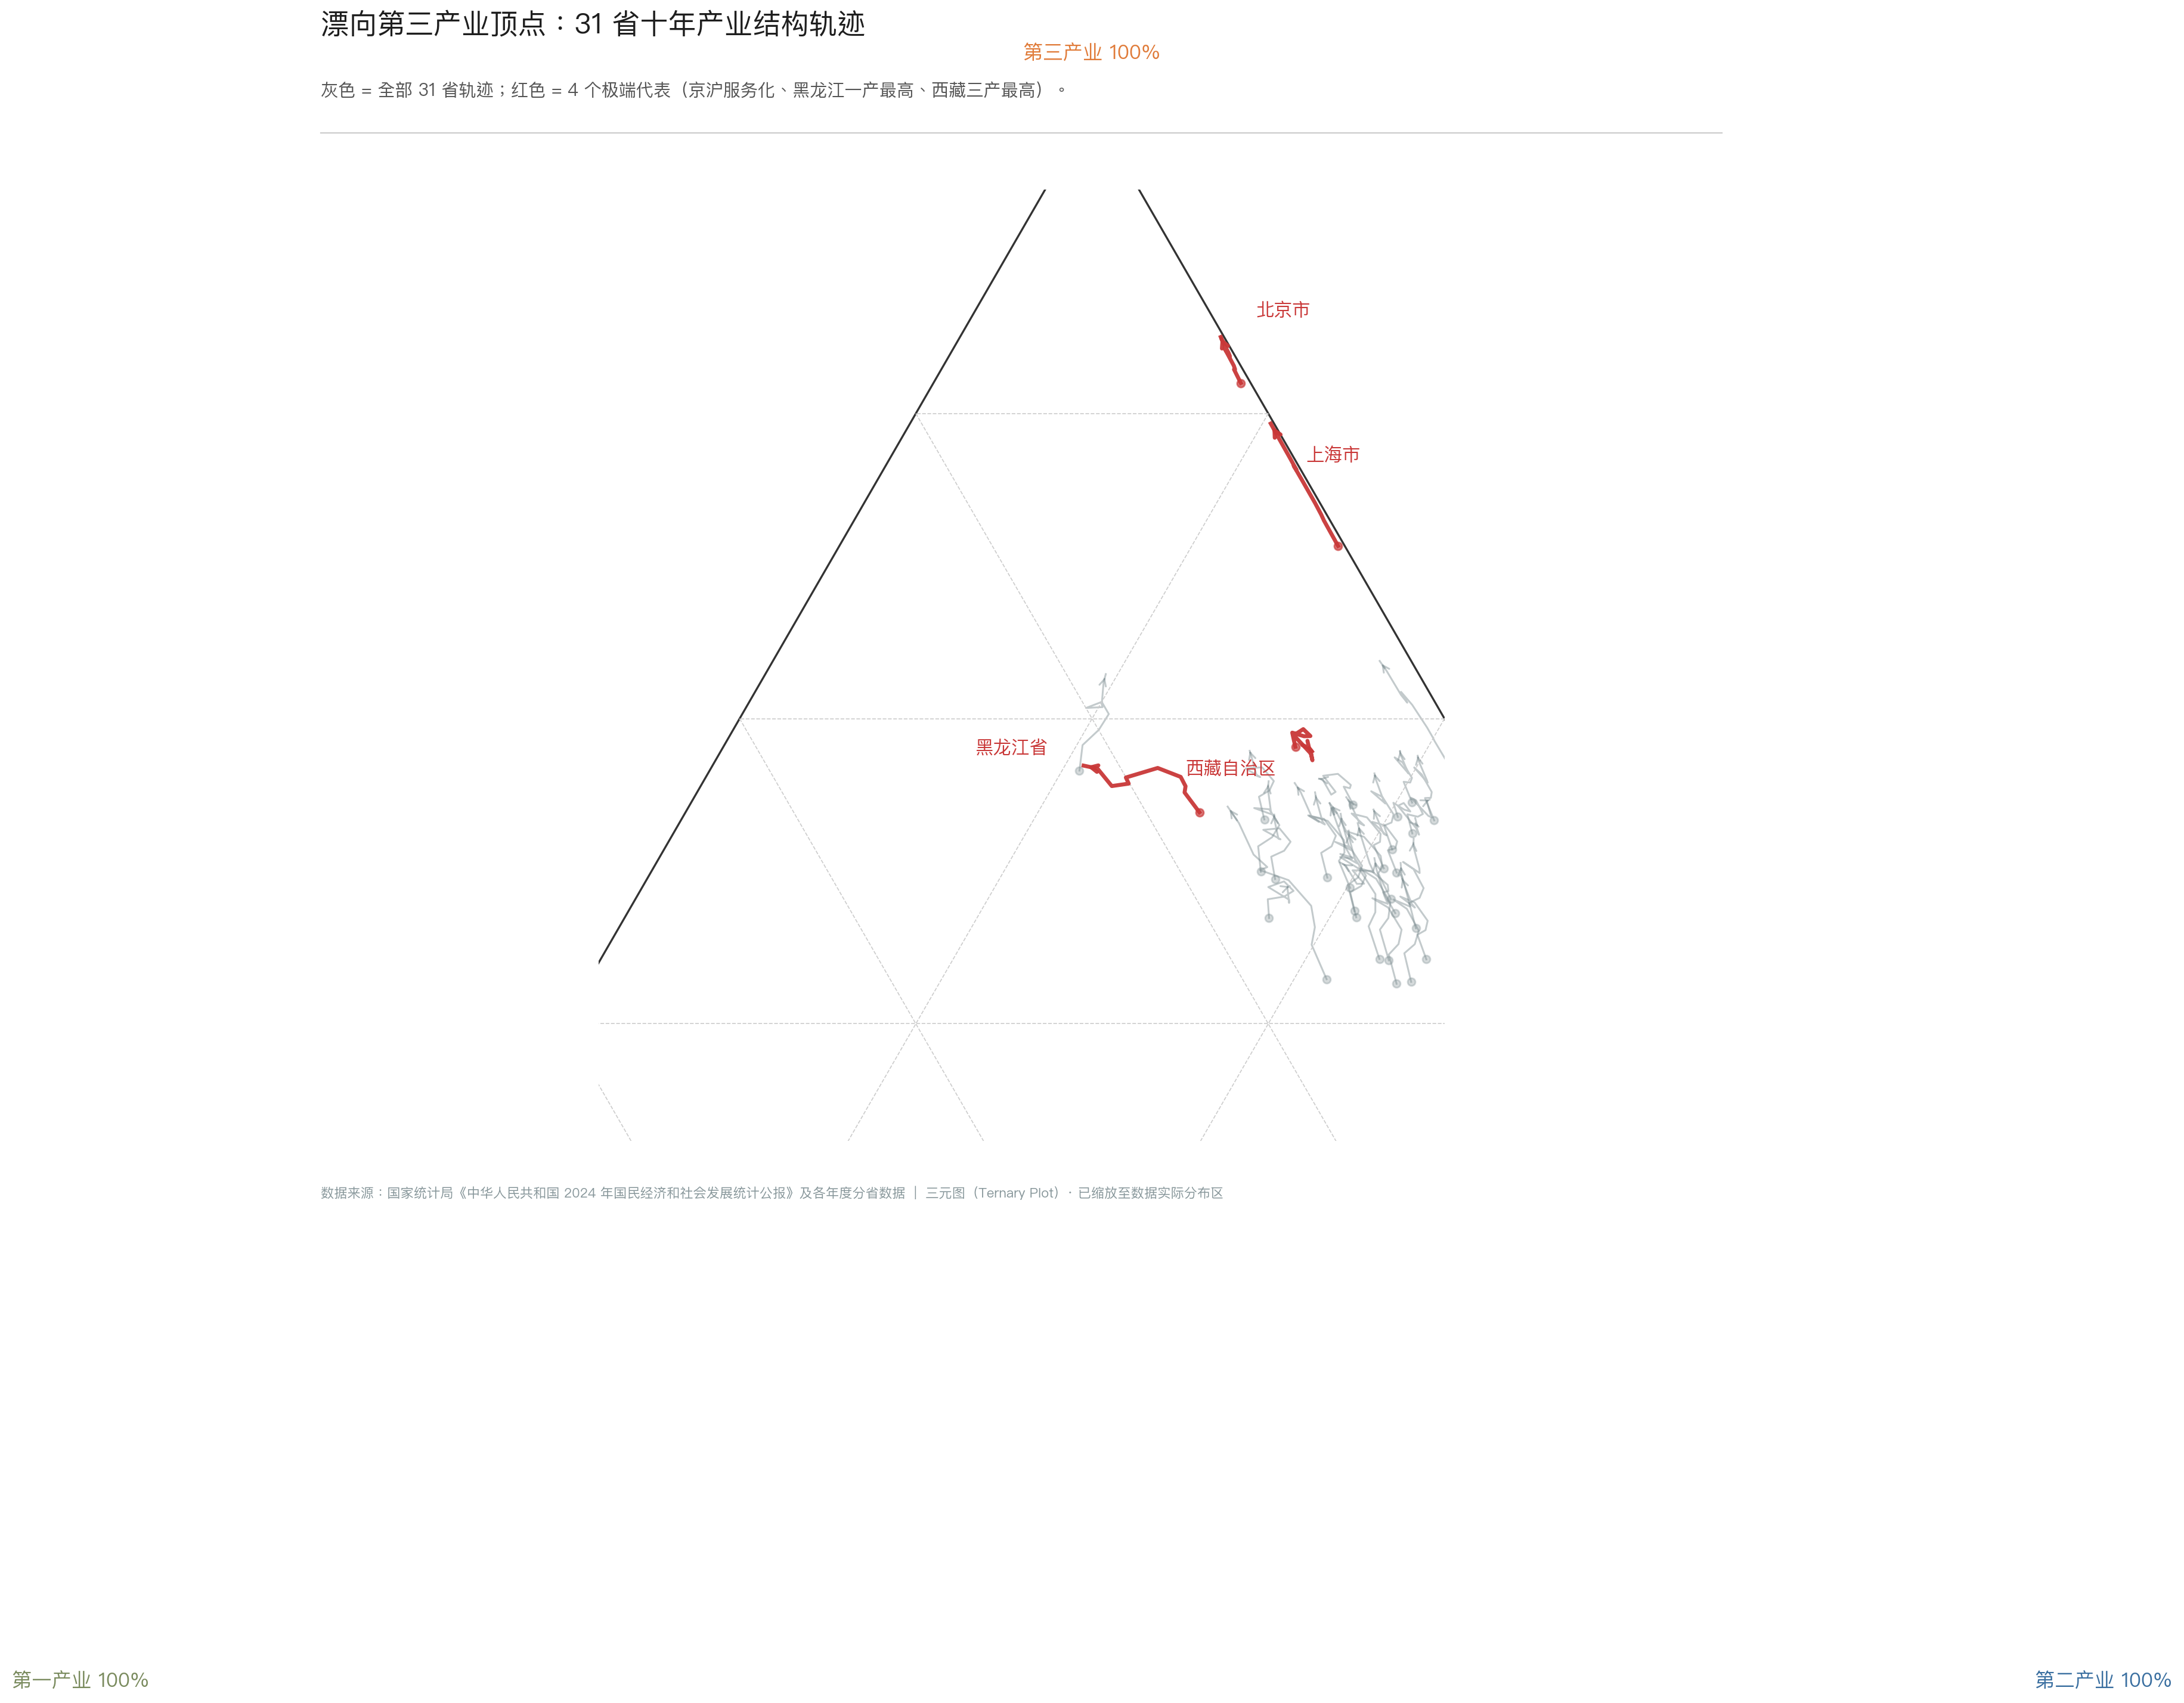 漂向第三产业顶点：31 省十年产业结构轨迹
第三产业 100%
灰色 = 全部 31 省轨迹；红色 = 4 个极端代表（京沪服务化、黑龙江一产最高、西藏三产最高）。
北京市
上海市
黑龙江省
西藏自治区
数据来源：国家统计局《中华人民共和国 2024 年国民经济和社会发展统计公报》及各年度分省数据 | 三元图（Ternary Plot）· 已缩放至数据实际分布区
第一产业 100%
第二产业 100%